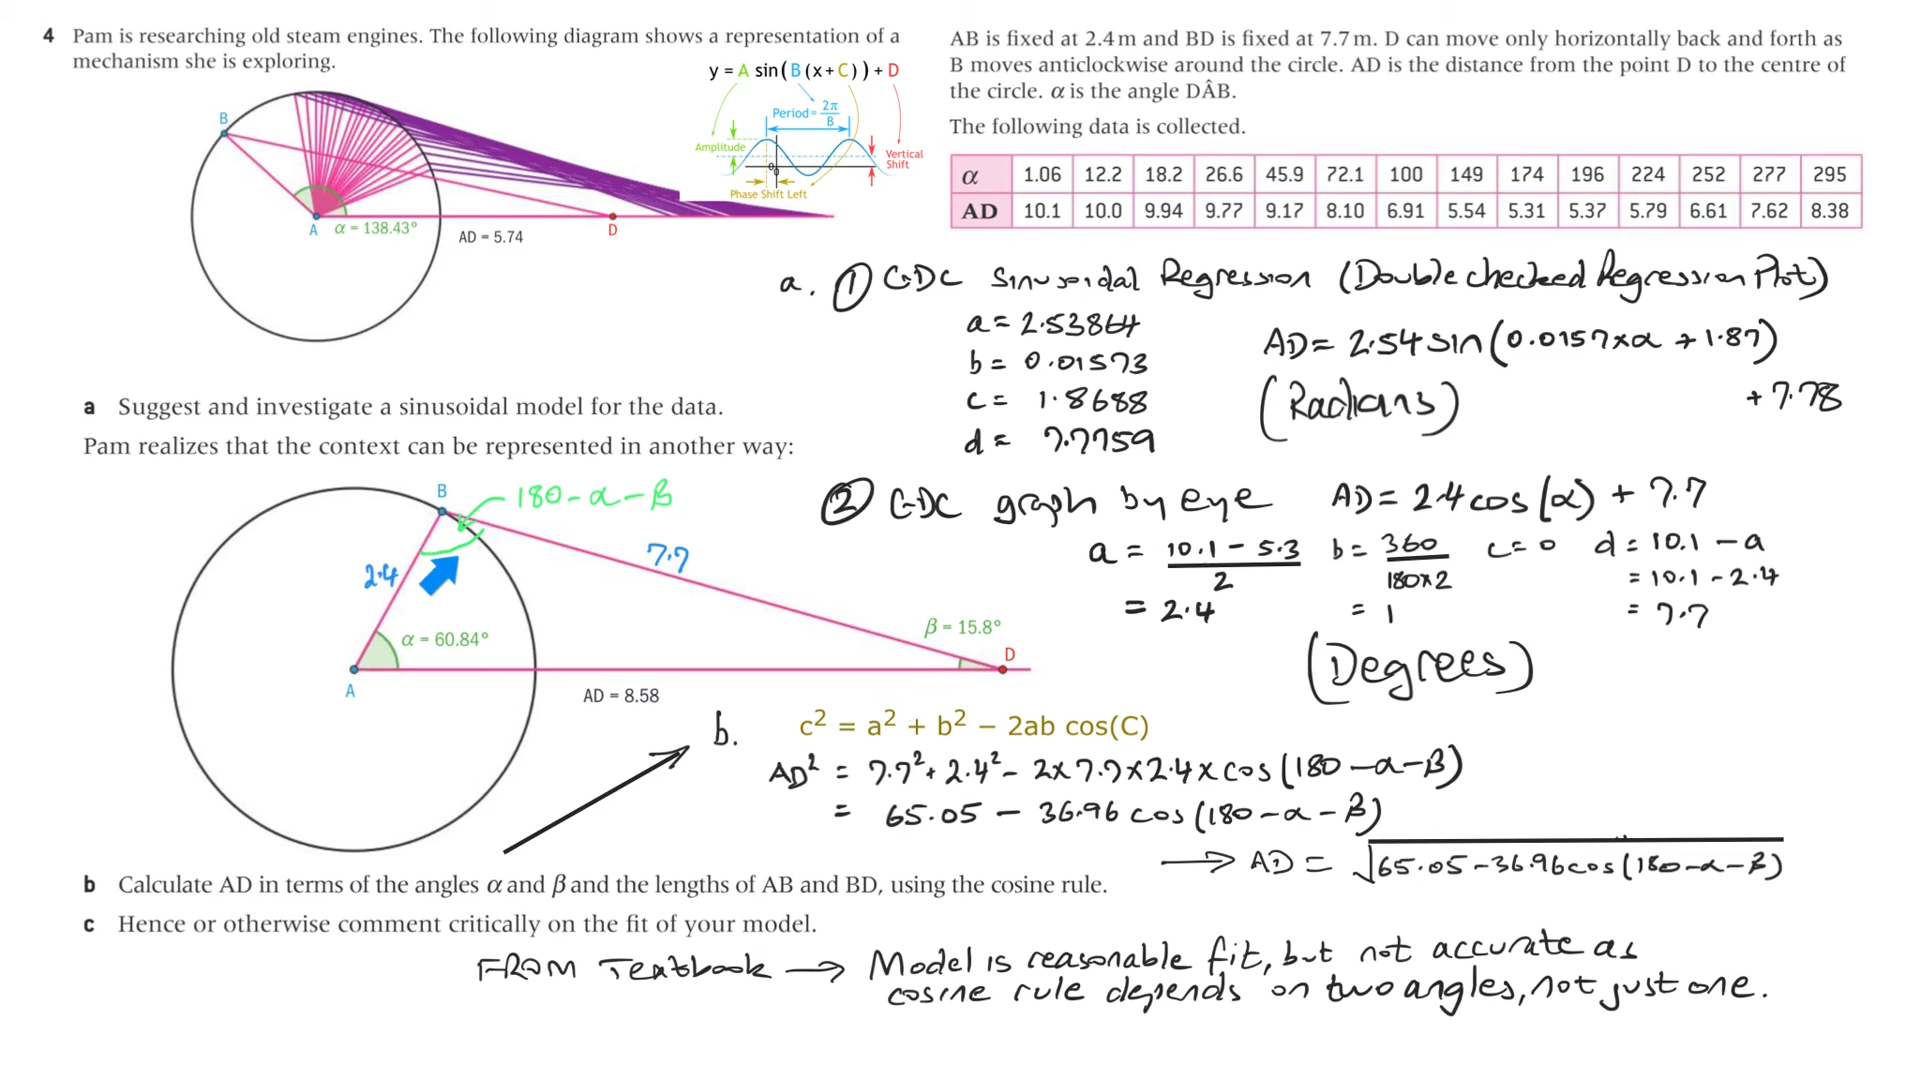 4 Pam is researching old steam engines. The following diagram shows a representation of a
mechanism she is exploring.
y = A sin( B (x+ C) ) + D
Period = 2π/B
Amplitude
Vertical
Shift
Phase Shift Left
0
B
A
α = 138.43°
AD = 5.74
D
AB is fixed at 2.4 m and BD is fixed at 7.7 m. D can move only horizontally back and forth as
B moves anticlockwise around the circle. AD is the distance from the point D to the centre of
the circle. α is the angle DÂB.
The following data is collected.
α 1.06 12.2 18.2 26.6 45.9 72.1 100 149 174 196 224 252 277 295
AD 10.1 10.0 9.94 9.77 9.17 8.10 6.91 5.54 5.31 5.37 5.79 6.61 7.62 8.38
a. ① GDC Sinusoidal Regression (Double checked Regression Plot)
a = 2.53864
b = 0.01573
c = 1.8688
d = 7.7759
AD = 2.54 sin(0.0157×α + 1.87)
+ 7.78
(Radians)
a Suggest and investigate a sinusoidal model for the data.
Pam realizes that the context can be represented in another way:
② GDC graph by eye AD = 2.4 cos(α) + 7.7
a = 10.1 - 5.3 / 2 b = 360 / 180×2 c = 0 d = 10.1 - a
= 10.1 - 2.4
= 2.4 = 1 = 7.7
(Degrees)
B
180 - α - β
2.4
7.7
α = 60.84°
β = 15.8°
D
A
AD = 8.58
b. c² = a² + b² − 2ab cos(C)
AD² = 7.7² + 2.4² - 2×7.7×2.4×cos(180 - α - β)
= 65.05 - 36.96 cos(180 - α - β)
→ AD = √65.05 - 36.96 cos(180 - α - β)
b Calculate AD in terms of the angles α and β and the lengths of AB and BD, using the cosine rule.
c Hence or otherwise comment critically on the fit of your model.
FROM Textbook → Model is reasonable fit, but not accurate as
cosine rule depends on two angles, not just one.